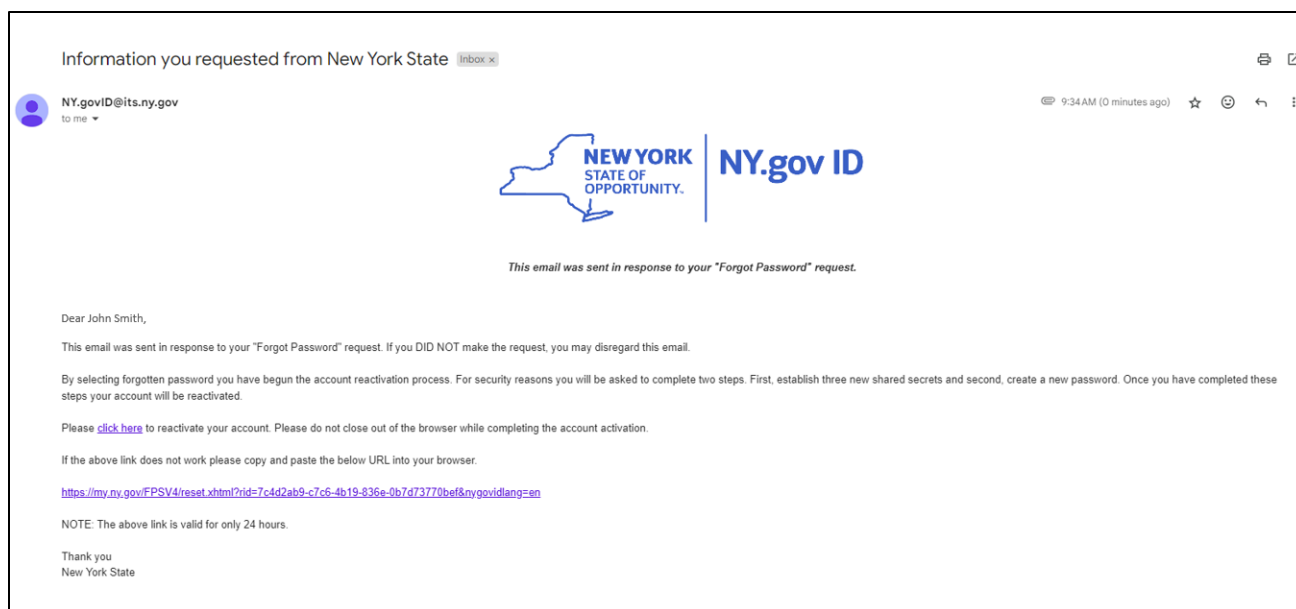 Information you requested from New York State Inbox ×
NY.govID@its.ny.gov
9:34 AM (0 minutes ago)
to me
NEW YORK
STATE OF
OPPORTUNITY.
NY.gov ID
This email was sent in response to your "Forgot Password" request.
Dear John Smith,
This email was sent in response to your "Forgot Password" request. If you DID NOT make the request, you may disregard this email.
By selecting forgotten password you have begun the account reactivation process. For security reasons you will be asked to complete two steps. First, establish three new shared secrets and second, create a new password. Once you have completed these
steps your account will be reactivated.
Please click here to reactivate your account. Please do not close out of the browser while completing the account activation.
If the above link does not work please copy and paste the below URL into your browser.
https://my.ny.gov/FPSV4/reset.xhtml?rid=7c4d2ab9-c7c6-4b19-836e-0b7d73770bef&nygovidlang=en
NOTE: The above link is valid for only 24 hours.
Thank you
New York State